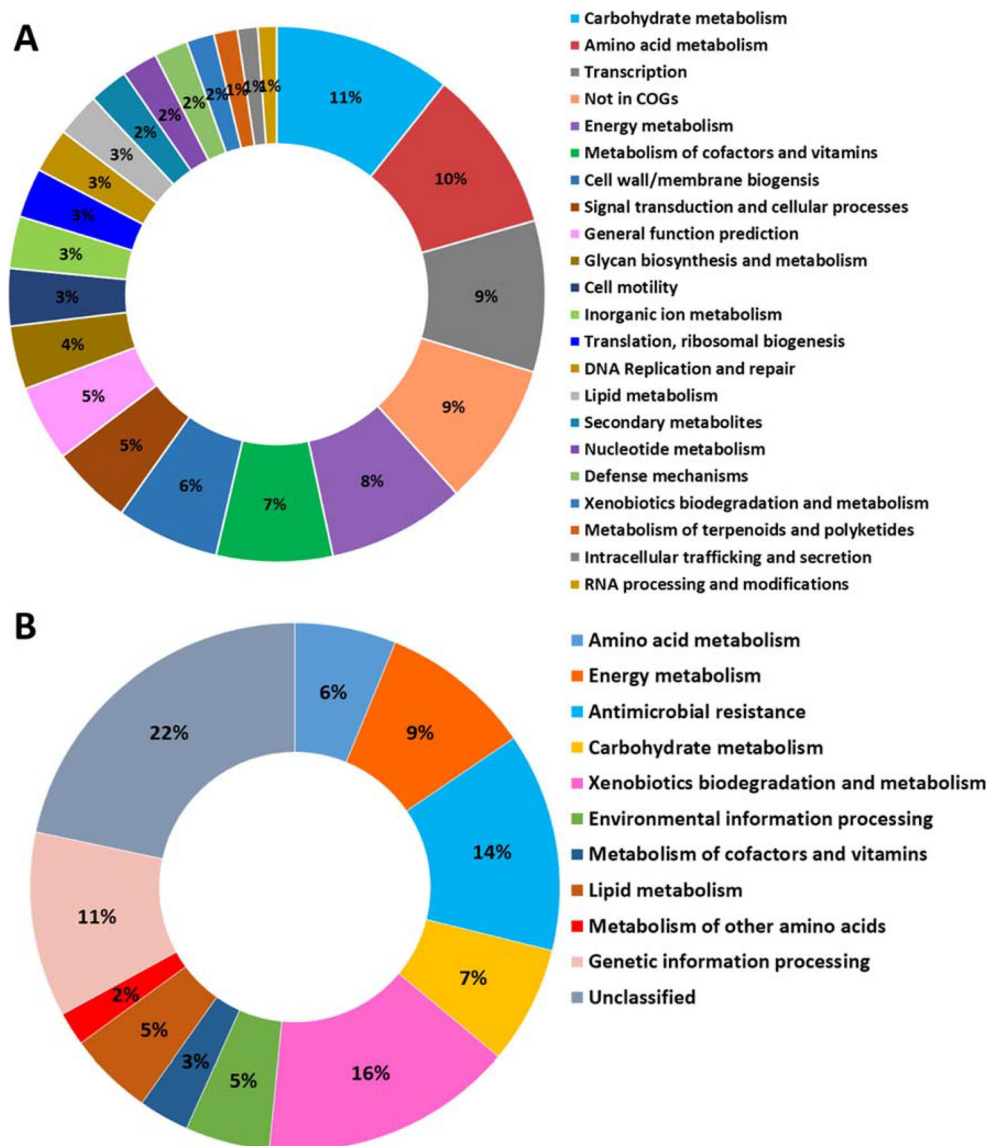 A
11%
10%
9%
9%
8%
7%
6%
5%
5%
4%
3%
3%
3%
3%
3%
2%
2%
2%
2%
1%
1%
1%
Carbohydrate metabolism
Amino acid metabolism
Transcription
Not in COGs
Energy metabolism
Metabolism of cofactors and vitamins
Cell wall/membrane biogensis
Signal transduction and cellular processes
General function prediction
Glycan biosynthesis and metabolism
Cell motility
Inorganic ion metabolism
Translation, ribosomal biogenesis
DNA Replication and repair
Lipid metabolism
Secondary metabolites
Nucleotide metabolism
Defense mechanisms
Xenobiotics biodegradation and metabolism
Metabolism of terpenoids and polyketides
Intracellular trafficking and secretion
RNA processing and modifications
B
6%
9%
14%
7%
16%
5%
3%
5%
2%
11%
22%
Amino acid metabolism
Energy metabolism
Antimicrobial resistance
Carbohydrate metabolism
Xenobiotics biodegradation and metabolism
Environmental information processing
Metabolism of cofactors and vitamins
Lipid metabolism
Metabolism of other amino acids
Genetic information processing
Unclassified